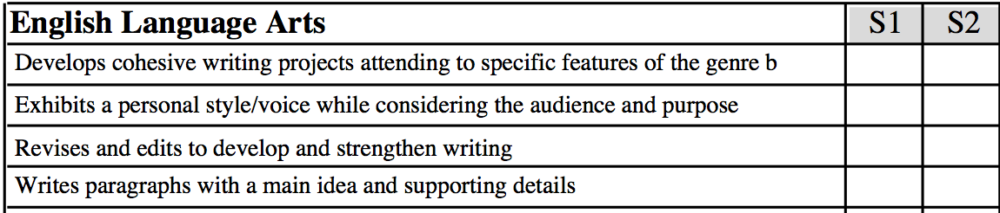 English Language Arts S1 S2
Develops cohesive writing projects attending to specific features of the genre b
Exhibits a personal style/voice while considering the audience and purpose
Revises and edits to develop and strengthen writing
Writes paragraphs with a main idea and supporting details